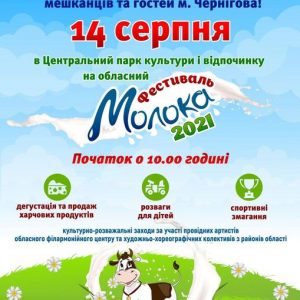 мешканців та гостей м. Чернігова!
14 серпня
в Центральний парк культури і відпочинку
на обласний
Фестиваль
Молока
2021
Початок о 10.00 годині
дегустація та продаж
харчових продуктів
розваги
для дітей
спортивні
змагання
культурно-розважальні заходи за участі провідних артистів
обласного філармонійного центру та художньо-хореографічних колективів з районів області